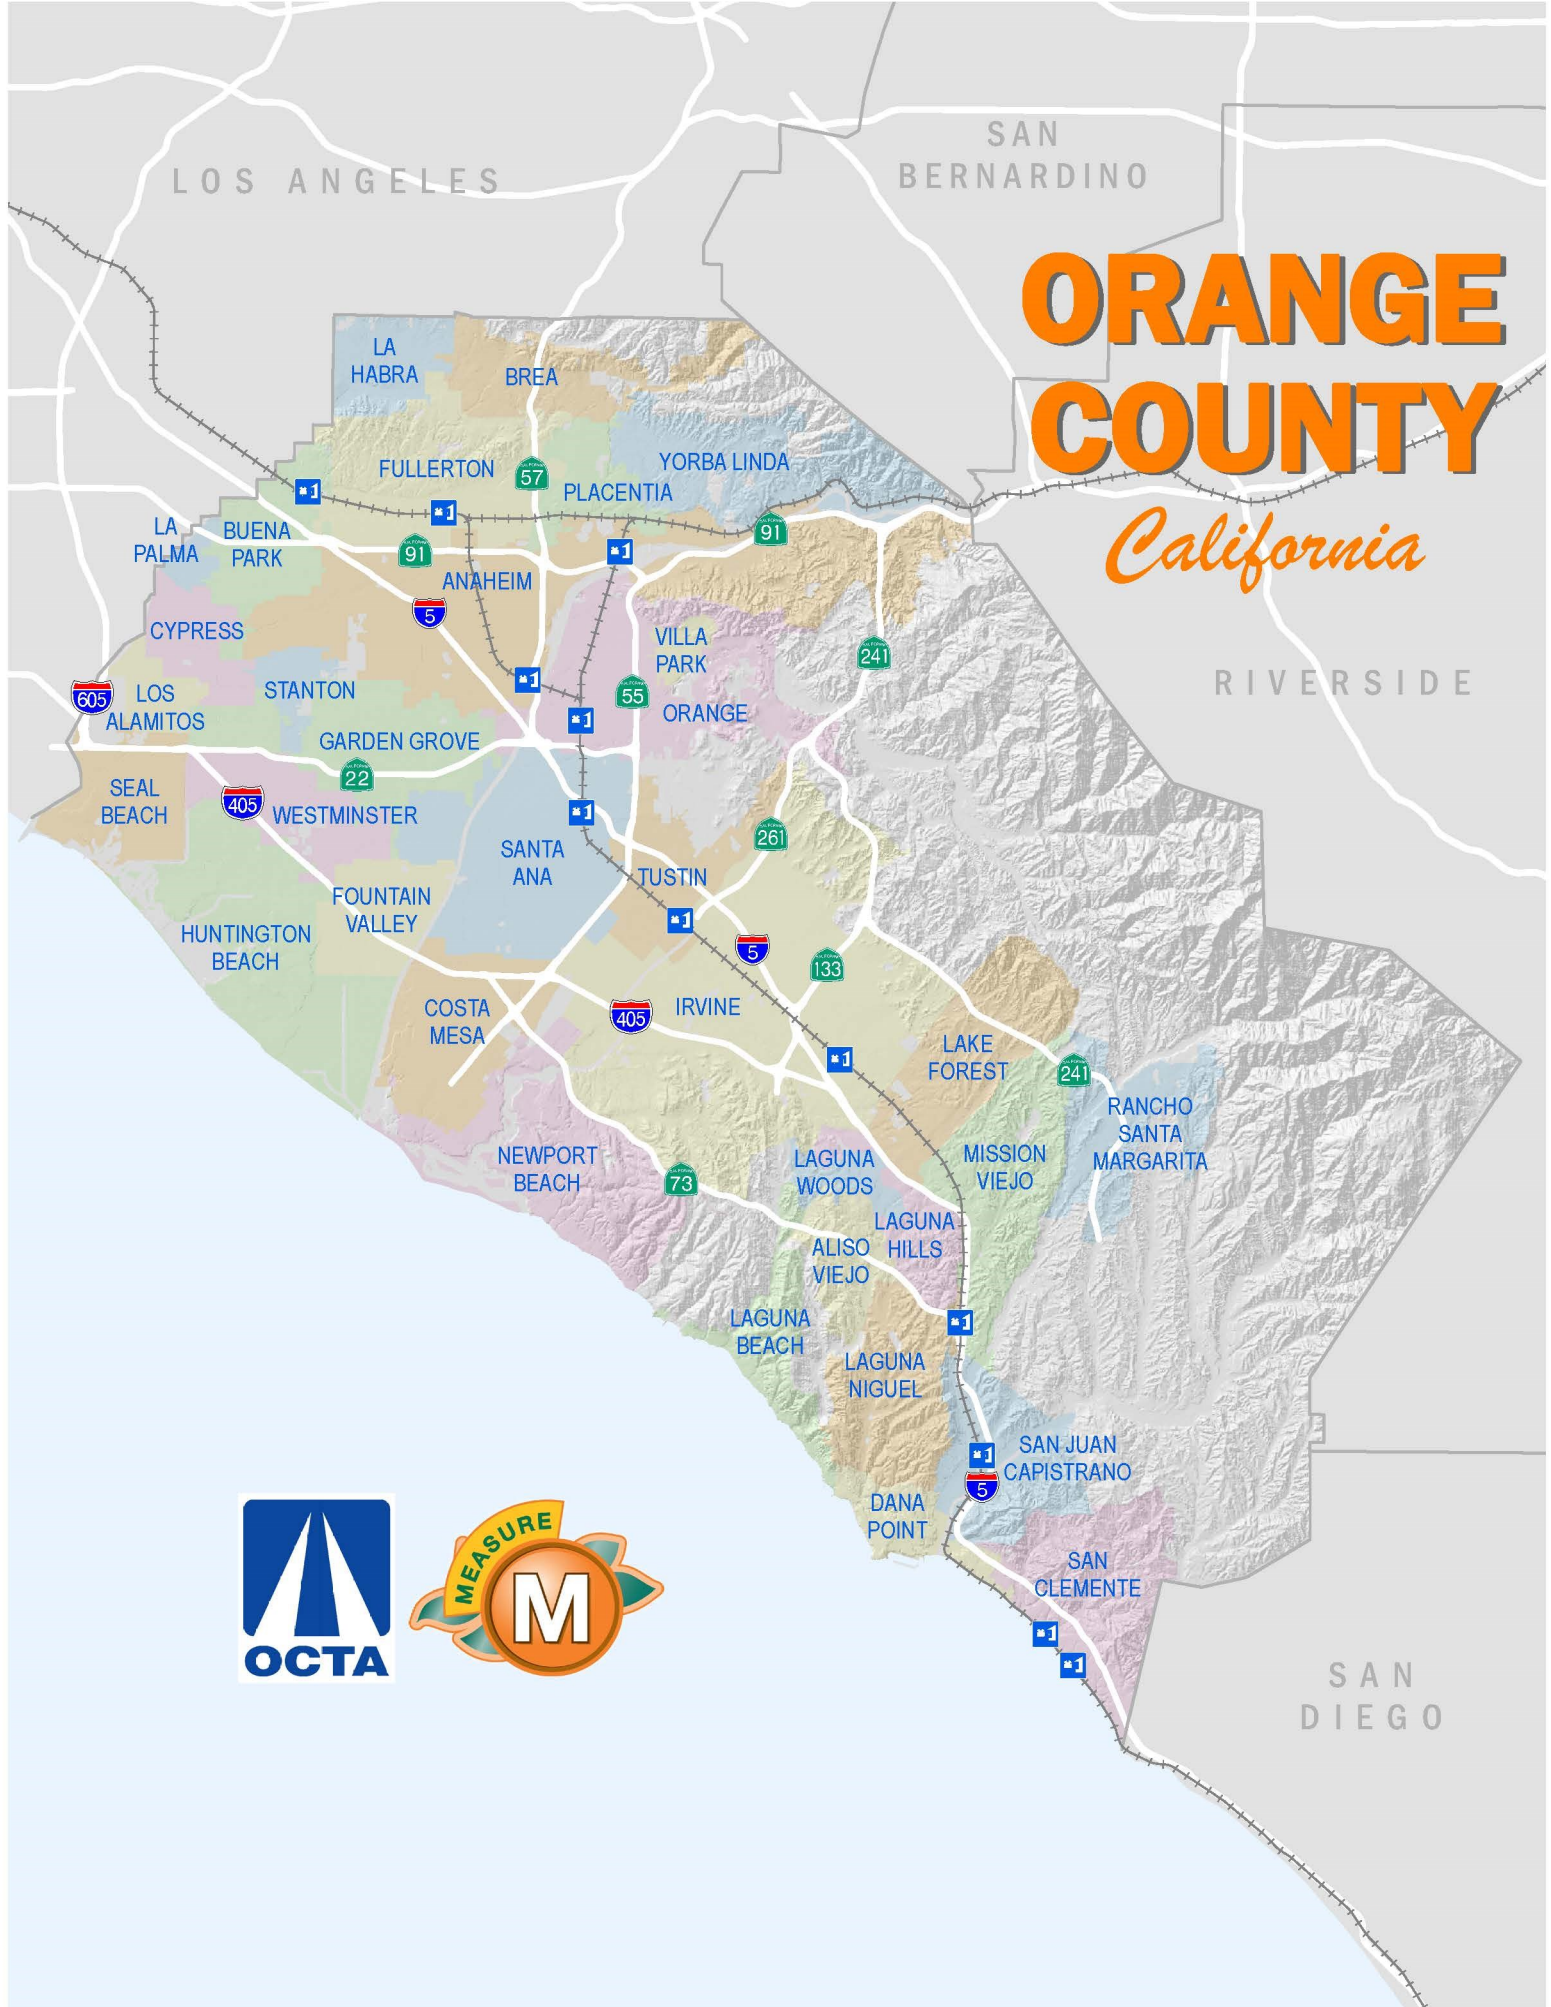 SAN
BERNARDINO
LOS ANGELES
ORANGE
COUNTY
California
LA
HABRA
BREA
FULLERTON
57
YORBA LINDA
PLACENTIA
LA
PALMA
BUENA
PARK
91
91
ANAHEIM
5
CYPRESS
VILLA
PARK
241
RIVERSIDE
605
LOS
ALAMITOS
STANTON
55
ORANGE
GARDEN GROVE
22
SEAL
BEACH
405
WESTMINSTER
261
SANTA
ANA
TUSTIN
FOUNTAIN
VALLEY
HUNTINGTON
BEACH
5
133
COSTA
MESA
405
IRVINE
LAKE
FOREST
241
RANCHO
SANTA
MARGARITA
NEWPORT
BEACH
73
LAGUNA
WOODS
MISSION
VIEJO
LAGUNA
HILLS
ALISO
VIEJO
LAGUNA
BEACH
LAGUNA
NIGUEL
SAN JUAN
CAPISTRANO
5
DANA
POINT
SAN
CLEMENTE
OCTA
MEASURE
M
SAN
DIEGO